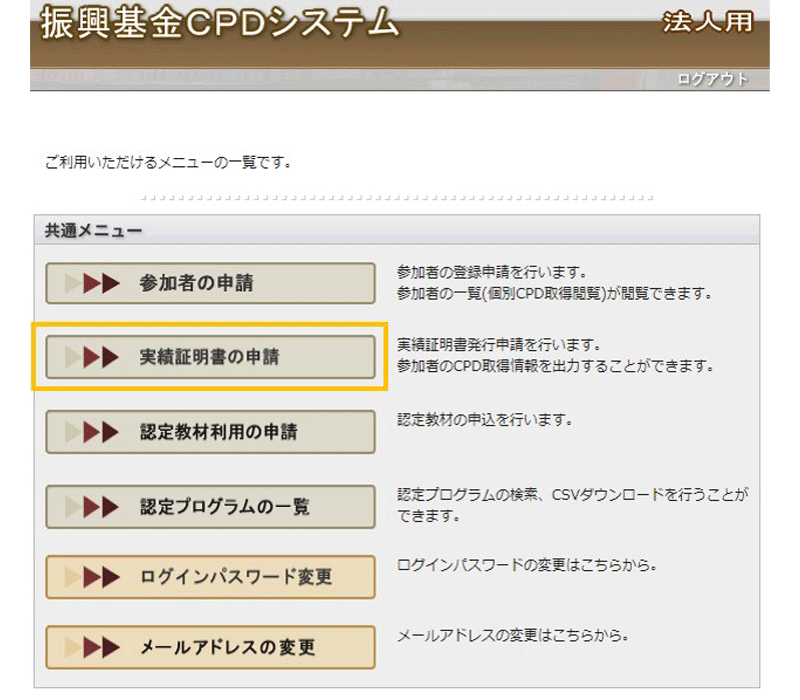 振興基金CPDシステム
法人用
ログアウト
ご利用いただけるメニューの一覧です。
共通メニュー
参加者の申請
参加者の登録申請を行います。
参加者の一覧(個別CPD取得閲覧)が閲覧できます。
実績証明書の申請
実績証明書発行申請を行います。
参加者のCPD取得情報を出力することができます。
認定教材利用の申請
認定教材の申込を行います。
認定プログラムの一覧
認定プログラムの検索、CSVダウンロードを行うことが
できます。
ログインパスワード変更
ログインパスワードの変更はこちらから。
メールアドレスの変更
メールアドレスの変更はこちらから。